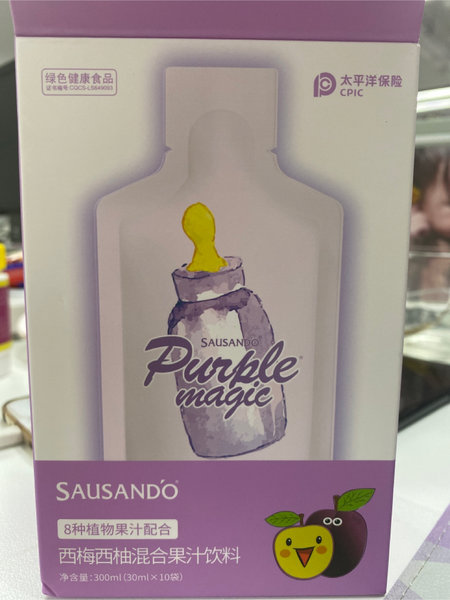 绿色健康食品
证书编号:CGCS-LS849093
太平洋保险
CPIC
SAUSANDO
Purple
magic
SAUSANDO
8种植物果汁配合
西梅西柚混合果汁饮料
净含量:300ml(30ml×10袋)